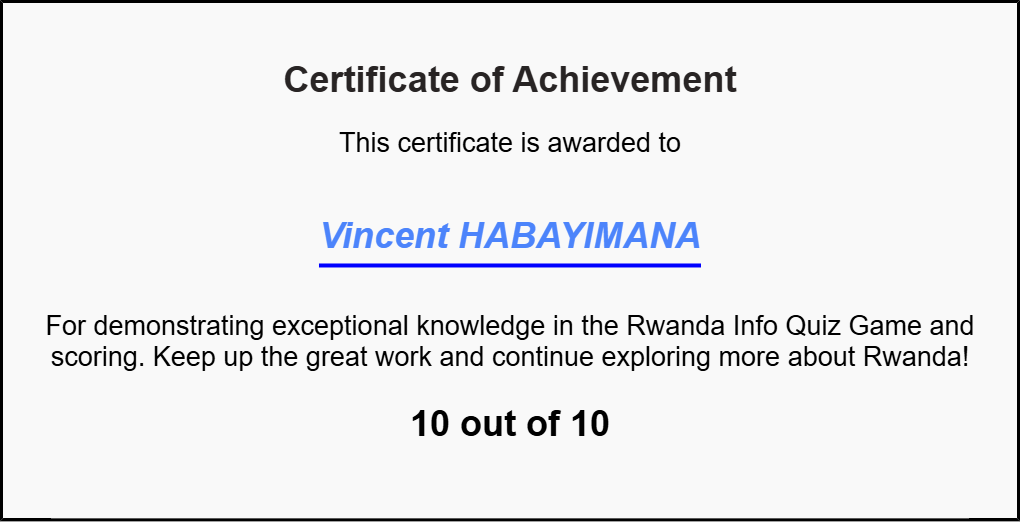 Certificate of Achievement
This certificate is awarded to
Vincent HABAYIMANA
For demonstrating exceptional knowledge in the Rwanda Info Quiz Game and
scoring. Keep up the great work and continue exploring more about Rwanda!
10 out of 10